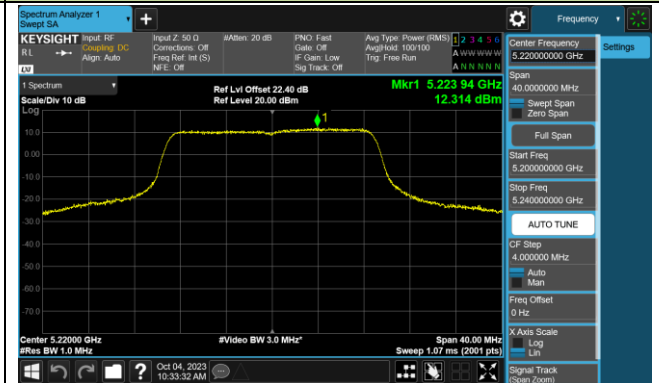 Spectrum Analyzer 1
Swept SA
+
Frequency
KEYSIGHT
RL
Input: RF
Coupling: DC
Align: Auto
Input Z: 50 Ω
Corrections: Off
Freq Ref: Int (S)
NFE: Off
#Atten: 20 dB
PNO: Fast
Gate: Off
IF Gain: Low
Sig Track: Off
Avg Type: Power (RMS)
Avg|Hold: 100/100
Trig: Free Run
1 2 3 4 5 6
A W W W W W
A N N N N N
LXI
1 Spectrum
Scale/Div 10 dB
Log
Ref Lvl Offset 22.40 dB
Ref Level 20.00 dBm
Mkr1 5.223 94 GHz
12.314 dBm
1
10.0
0.00
-10.0
-20.0
-30.0
-40.0
-50.0
-60.0
-70.0
Center 5.22000 GHz
#Res BW 1.0 MHz
#Video BW 3.0 MHz*
Span 40.00 MHz
Sweep 1.07 ms (2001 pts)
Center Frequency
5.220000000 GHz
Settings
Span
40.0000000 MHz
Swept Span
Zero Span
Full Span
Start Freq
5.200000000 GHz
Stop Freq
5.240000000 GHz
AUTO TUNE
CF Step
4.000000 MHz
Auto
Man
Freq Offset
0 Hz
X Axis Scale
Log
Lin
Signal Track
(Span Zoom)
?
Oct 04, 2023
10:33:32 AM